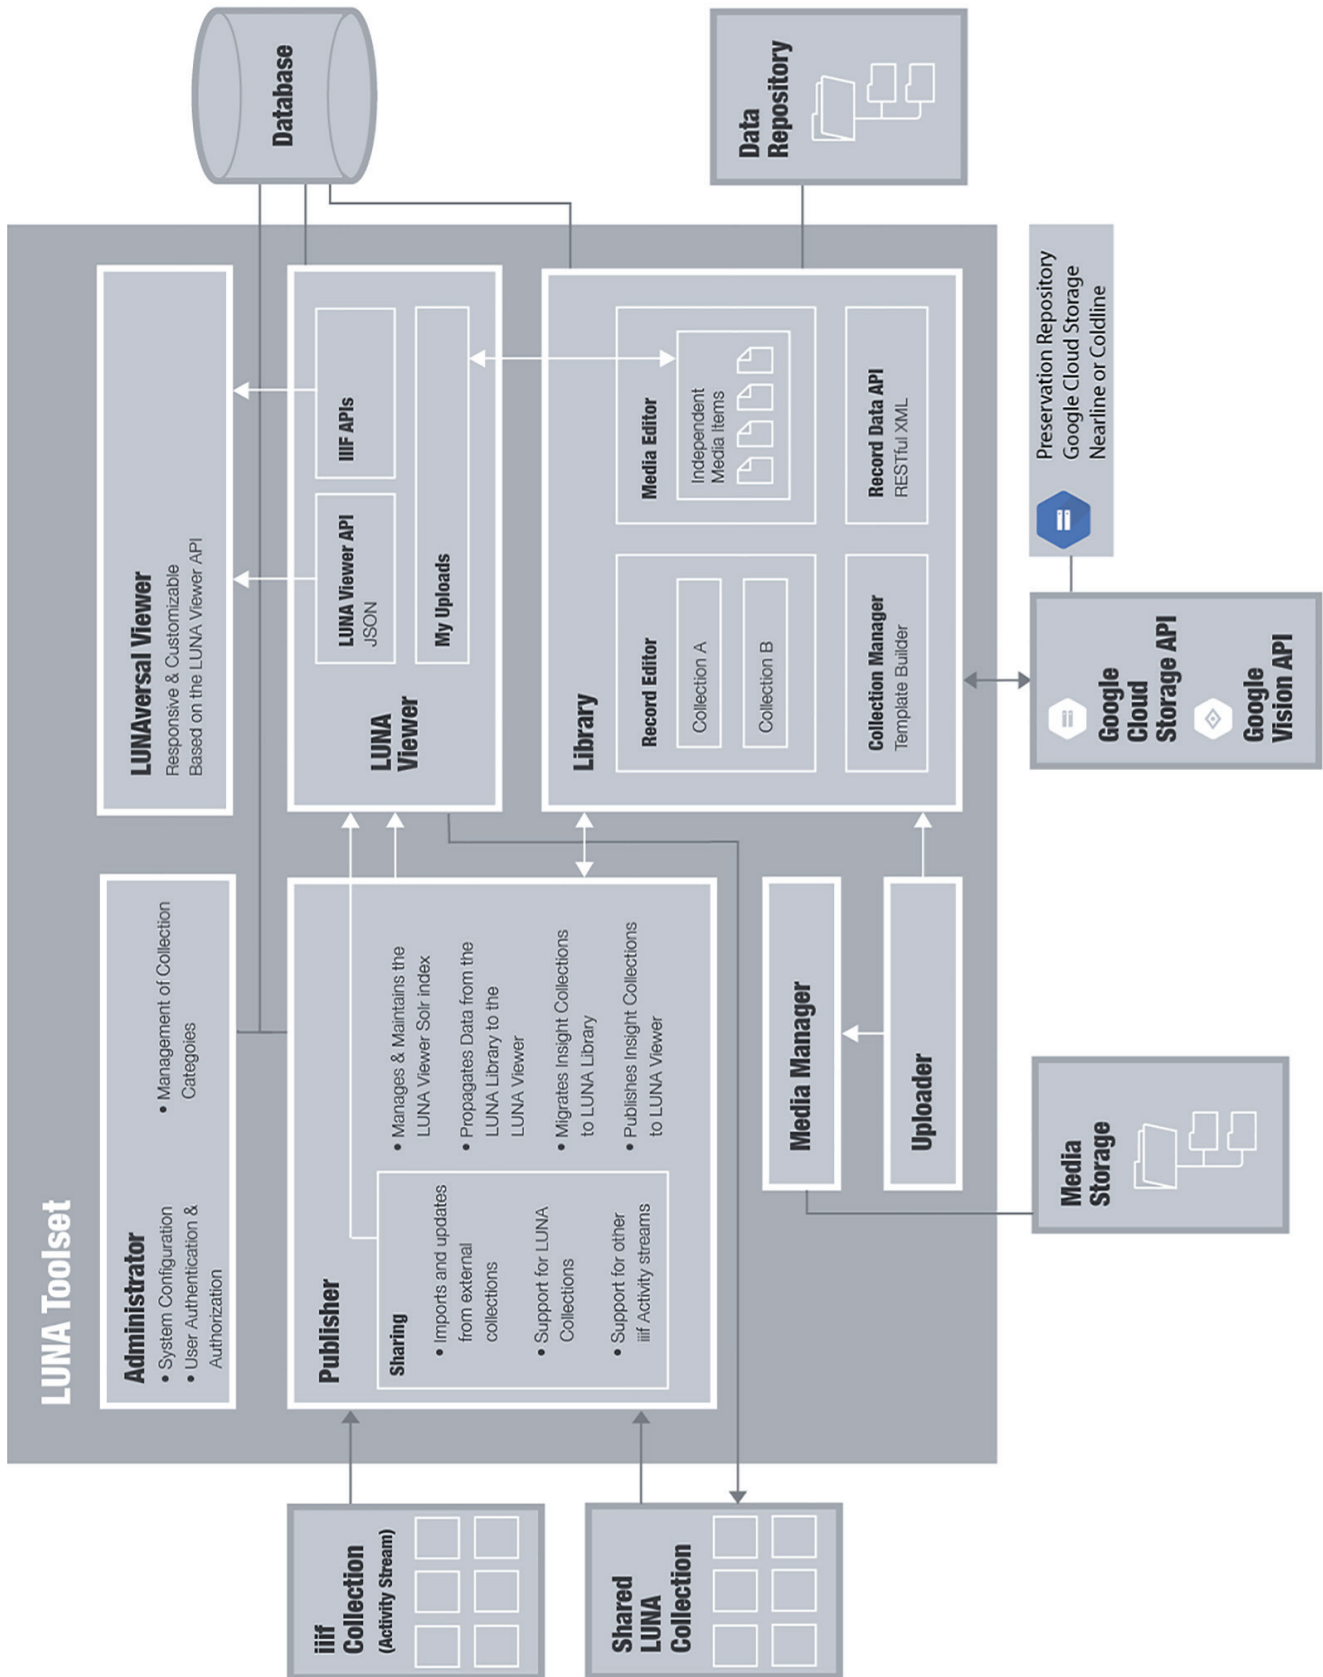 LUNA Toolset
Administrator
• System Configuration
• User Authentication &
Authorization
• Management of Collection
Categoies
LUNAversal Viewer
Responsive & Customizable
Based on the LUNA Viewer API
Database
iiif
Collection
(Activity Stream)
Publisher
Sharing
• Imports and updates
from external
collections
• Support for LUNA
Collections
• Support for other
iiif Activity streams
• Manages & Maintains the
LUNA Viewer Solr index
• Propagates Data from the
LUNA Library to the
LUNA Viewer
• Migrates Insight Collections
to LUNA Library
• Publishes Insight Collections
to LUNA Viewer
LUNA
Viewer
LUNA Viewer API
JSON
IIIF APIs
My Uploads
Shared
LUNA
Collection
Library
Record Editor
Collection A
Collection B
Media Editor
Independent
Media Items
Collection Manager
Template Builder
Record Data API
RESTful XML
Data
Repository
Media Manager
Uploader
Media
Storage
Google
Cloud
Storage API
Google
Vision API
Preservation Repository
Google Cloud Storage
Nearline or Coldline